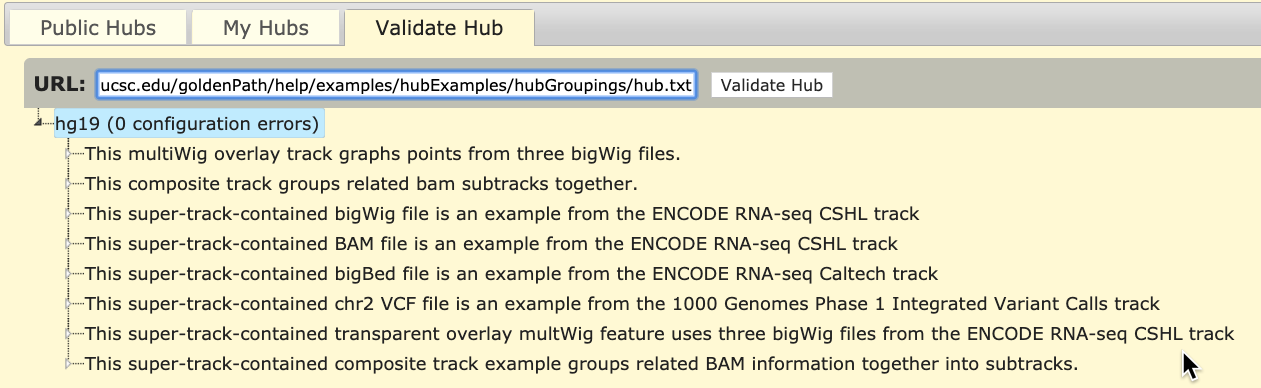 Public Hubs My Hubs Validate Hub
URL: ucsc.edu/goldenPath/help/examples/hubExamples/hubGroupings/hub.txt Validate Hub
hg19 (0 configuration errors)
This multiWig overlay track graphs points from three bigWig files.
This composite track groups related bam subtracks together.
This super-track-contained bigWig file is an example from the ENCODE RNA-seq CSHL track
This super-track-contained BAM file is an example from the ENCODE RNA-seq CSHL track
This super-track-contained bigBed file is an example from the ENCODE RNA-seq Caltech track
This super-track-contained chr2 VCF file is an example from the 1000 Genomes Phase 1 Integrated Variant Calls track
This super-track-contained transparent overlay multWig feature uses three bigWig files from the ENCODE RNA-seq CSHL track
This super-track-contained composite track example groups related BAM information together into subtracks.